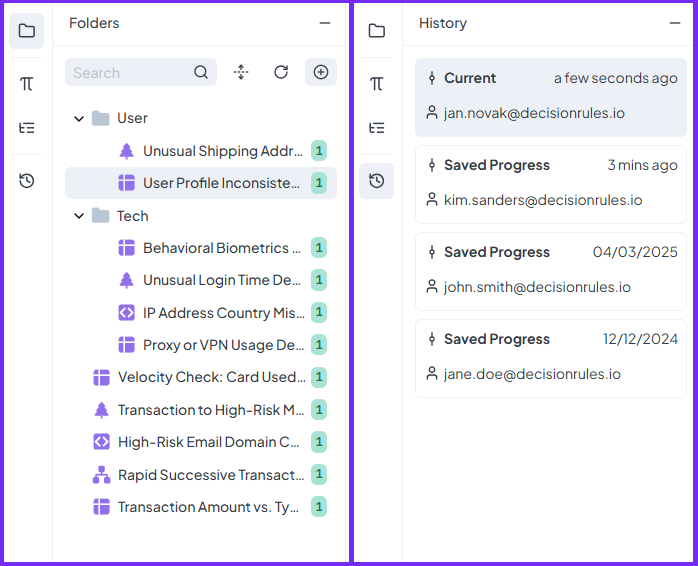 Folders
Search
User
Unusual Shipping Addr... 1
User Profile Inconsiste... 1
Tech
Behavioral Biometrics ... 1
Unusual Login Time De... 1
IP Address Country Mis... 1
Proxy or VPN Usage De... 1
Velocity Check: Card Used... 1
Transaction to High-Risk M... 1
High-Risk Email Domain C... 1
Rapid Successive Transact... 1
Transaction Amount vs. Ty... 1
History
Current a few seconds ago
jan.novak@decisionrules.io
Saved Progress 3 mins ago
kim.sanders@decisionrules.io
Saved Progress 04/03/2025
john.smith@decisionrules.io
Saved Progress 12/12/2024
jane.doe@decisionrules.io